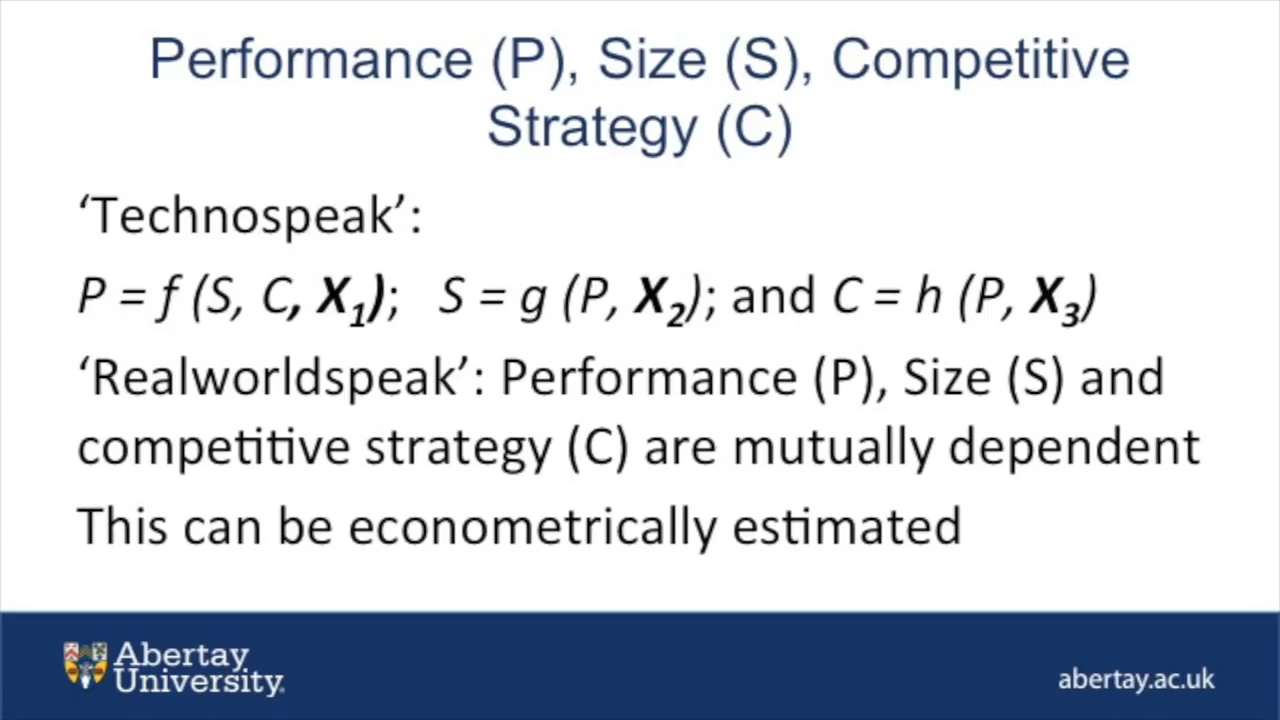 Performance (P), Size (S), Competitive
Strategy (C)
‘Technospeak’:
P = f (S, C, X₁); S = g (P, X₂); and C = h (P, X₃)
‘Realworldspeak’: Performance (P), Size (S) and
competitive strategy (C) are mutually dependent
This can be econometrically estimated
Abertay
University.
abertay.ac.uk